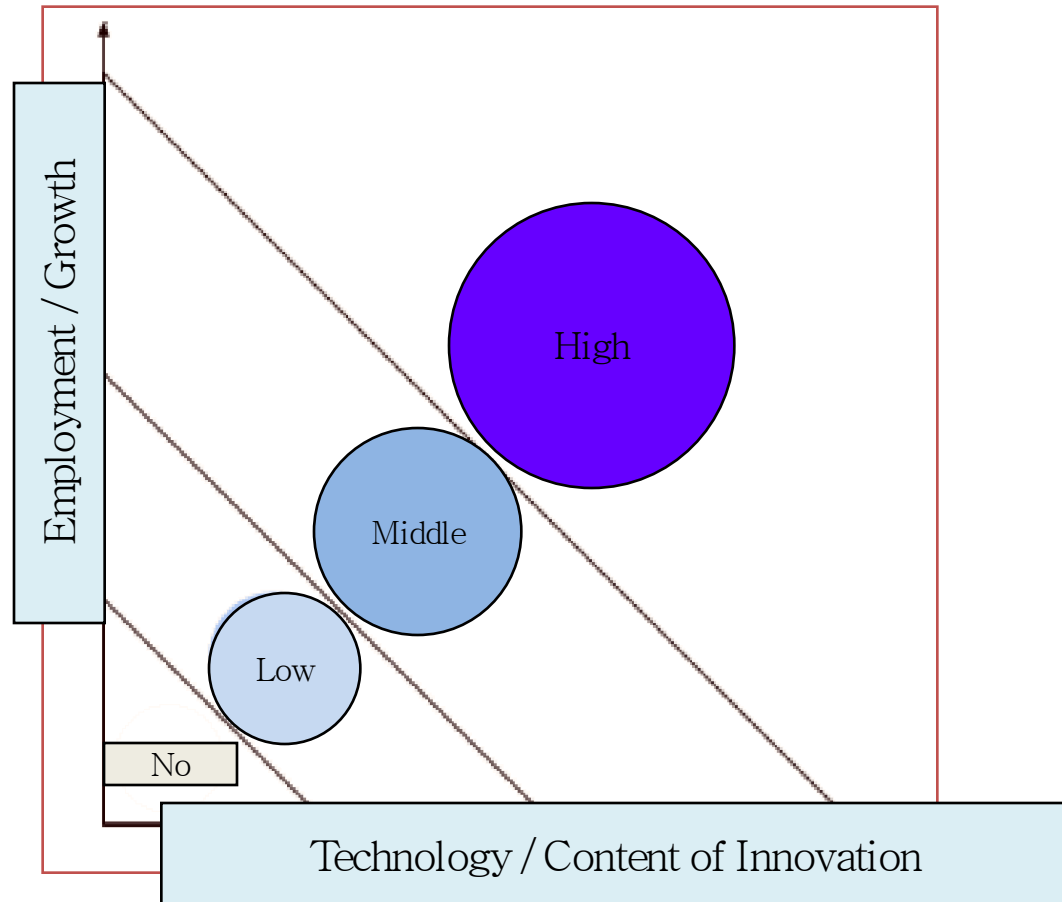 Employment / Growth
High
Middle
Low
No
Technology / Content of Innovation